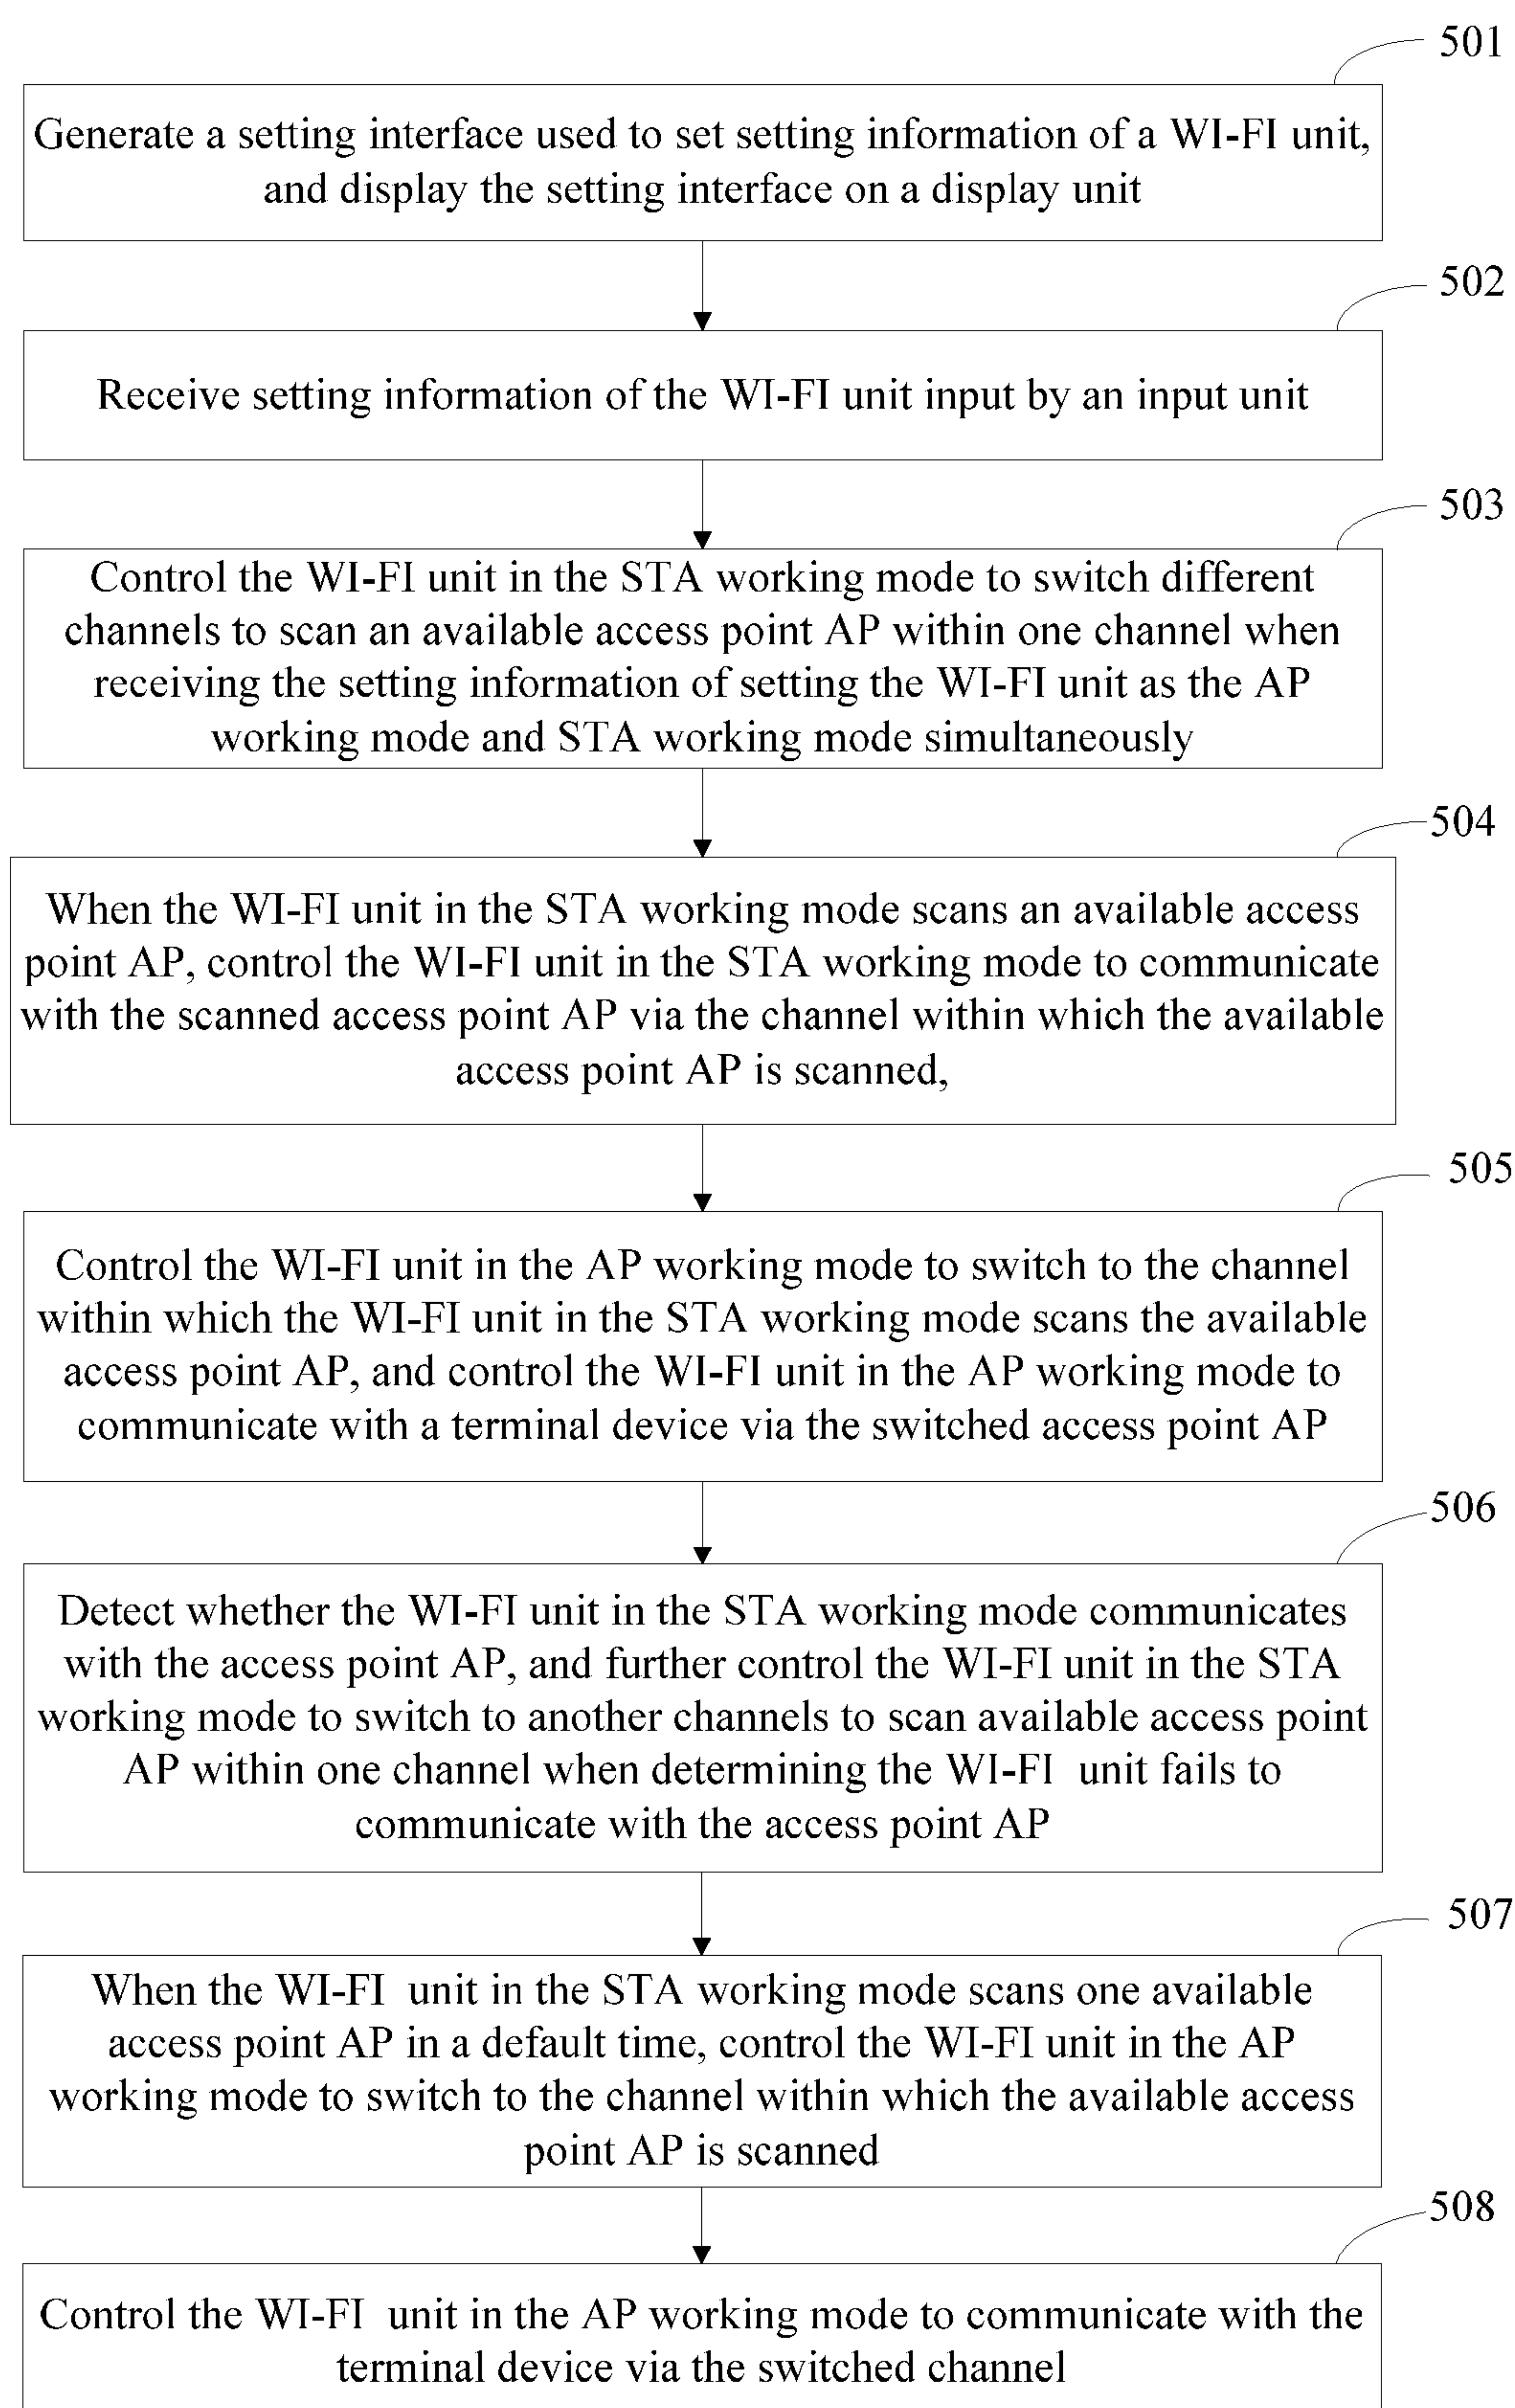 501
Generate a setting interface used to set setting information of a WI-FI unit,
and display the setting interface on a display unit
502
Receive setting information of the WI-FI unit input by an input unit
503
Control the WI-FI unit in the STA working mode to switch different
channels to scan an available access point AP within one channel when
receiving the setting information of setting the WI-FI unit as the AP
working mode and STA working mode simultaneously
504
When the WI-FI unit in the STA working mode scans an available access
point AP, control the WI-FI unit in the STA working mode to communicate
with the scanned access point AP via the channel within which the available
access point AP is scanned,
505
Control the WI-FI unit in the AP working mode to switch to the channel
within which the WI-FI unit in the STA working mode scans the available
access point AP, and control the WI-FI unit in the AP working mode to
communicate with a terminal device via the switched access point AP
506
Detect whether the WI-FI unit in the STA working mode communicates
with the access point AP, and further control the WI-FI unit in the STA
working mode to switch to another channels to scan available access point
AP within one channel when determining the WI-FI unit fails to
communicate with the access point AP
507
When the WI-FI unit in the STA working mode scans one available
access point AP in a default time, control the WI-FI unit in the AP
working mode to switch to the channel within which the available access
point AP is scanned
508
Control the WI-FI unit in the AP working mode to communicate with the
terminal device via the switched channel